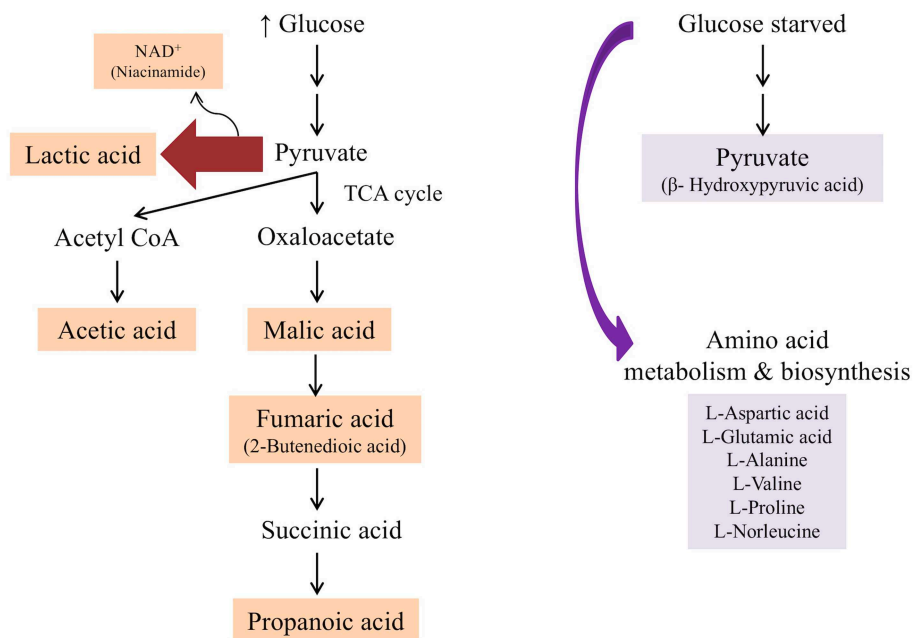 ↑ Glucose
NAD⁺
(Niacinamide)
Lactic acid
Pyruvate
TCA cycle
Acetyl CoA
Oxaloacetate
Acetic acid
Malic acid
Fumaric acid
(2-Butenedioic acid)
Succinic acid
Propanoic acid
Glucose starved
Pyruvate
(β- Hydroxypyruvic acid)
Amino acid
metabolism & biosynthesis
L-Aspartic acid
L-Glutamic acid
L-Alanine
L-Valine
L-Proline
L-Norleucine